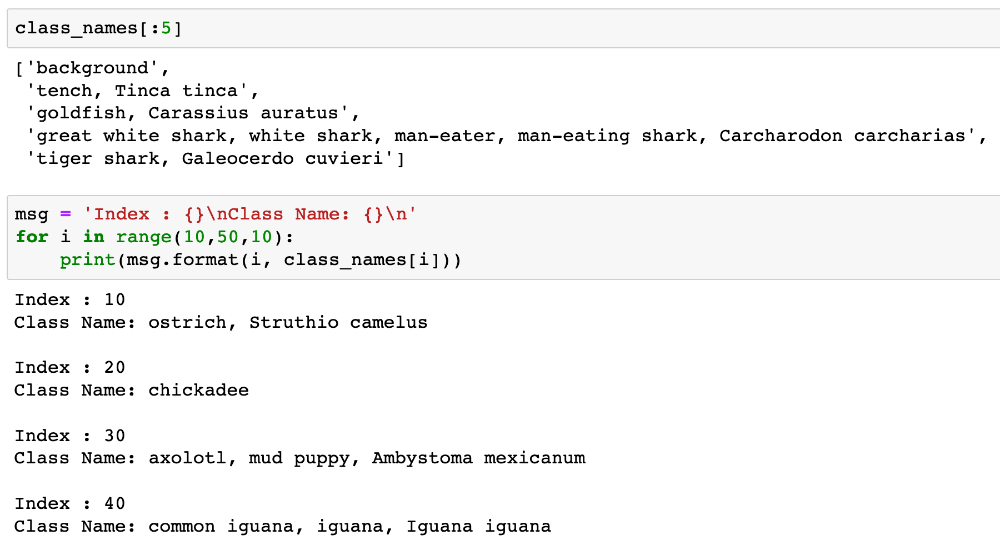 class_names[:5]
['background',
 'tench, Tinca tinca',
 'goldfish, Carassius auratus',
 'great white shark, white shark, man-eater, man-eating shark, Carcharodon carcharias',
 'tiger shark, Galeocerdo cuvieri']
msg = 'Index : {}\nClass Name: {}\n'
for i in range(10,50,10):
    print(msg.format(i, class_names[i]))
Index : 10
Class Name: ostrich, Struthio camelus
Index : 20
Class Name: chickadee
Index : 30
Class Name: axolotl, mud puppy, Ambystoma mexicanum
Index : 40
Class Name: common iguana, iguana, Iguana iguana